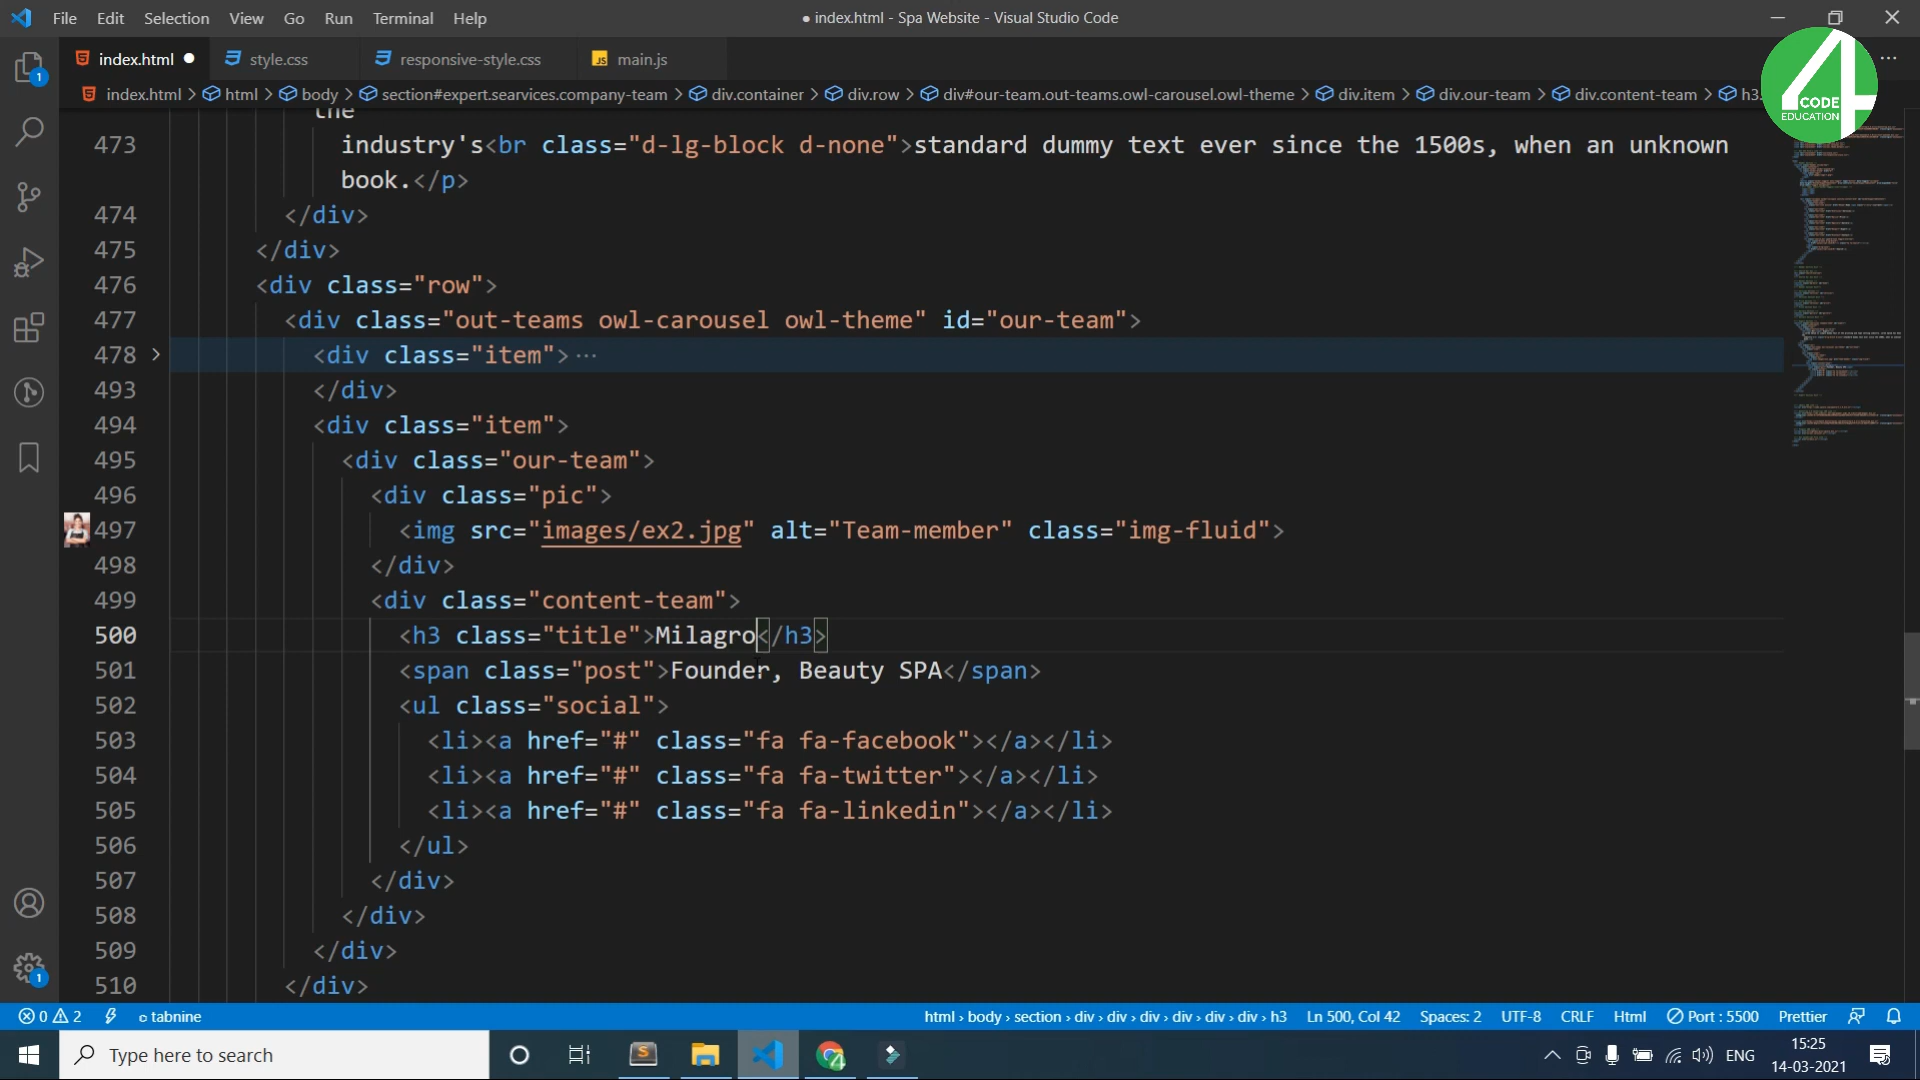 File Edit Selection View Go Run Terminal Help
● index.html - Spa Website - Visual Studio Code
index.html ● style.css responsive-style.css JS main.js
index.html > html > body > section#expert.searvices.company-team > div.container > div.row > div#our-team.out-teams.owl-carousel.owl-theme > div.item > div.our-team > div.content-team > h3.
4 CODE EDUCATION
the
473 industry's<br class="d-lg-block d-none">standard dummy text ever since the 1500s, when an unknown
book.</p>
474 </div>
475 </div>
476 <div class="row">
477 <div class="out-teams owl-carousel owl-theme" id="our-team">
478 > <div class="item"> ...
493 </div>
494 <div class="item">
495 <div class="our-team">
496 <div class="pic">
497 <img src="images/ex2.jpg" alt="Team-member" class="img-fluid">
498 </div>
499 <div class="content-team">
500 <h3 class="title">Milagro</h3>
501 <span class="post">Founder, Beauty SPA</span>
502 <ul class="social">
503 <li><a href="#" class="fa fa-facebook"></a></li>
504 <li><a href="#" class="fa fa-twitter"></a></li>
505 <li><a href="#" class="fa fa-linkedin"></a></li>
506 </ul>
507 </div>
508 </div>
509 </div>
510 </div>
1
1
0 2 tabnine html > body > section > div > div > div > div > div > div > h3 Ln 500, Col 42 Spaces: 2 UTF-8 CRLF Html Port : 5500 Prettier
Type here to search
ENG
15:25
14-03-2021